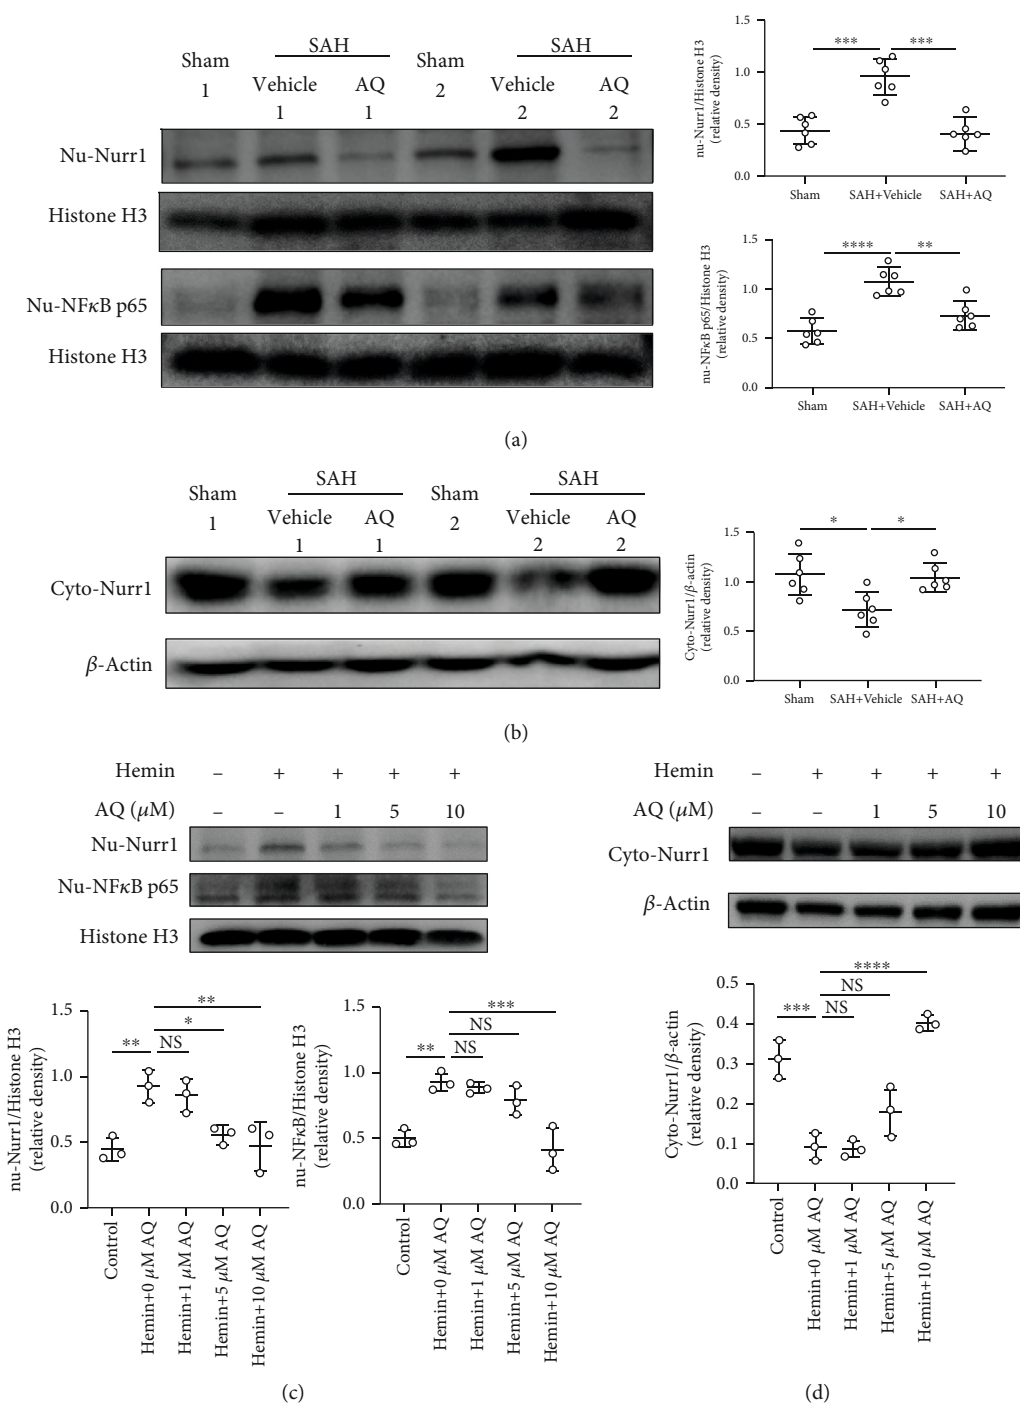 SAH
SAH
Sham
Sham
Vehicle
AQ
Vehicle
AQ
1
1
1
2
2
2
Nu-Nurr1
Histone H3
Nu-NFκB p65
Histone H3
nu-Nurr1/Histone H3
(relative density)
1.5
1.0
0.5
0.0
***
***
Sham
SAH+Vehicle
SAH+AQ
nu-NFκB p65/Histone H3
(relative density)
1.5
1.0
0.5
0.0
****
**
Sham
SAH+Vehicle
SAH+AQ
(a)
SAH
SAH
Sham
Sham
1
Vehicle
AQ
2
Vehicle
AQ
1
1
2
2
Cyto-Nurr1
β-Actin
Cyto-Nurr1/β-actin
(relative density)
1.5
1.0
0.5
0.0
*
*
Sham
SAH+Vehicle
SAH+AQ
(b)
Hemin – + + + +
AQ (μM) – – 1 5 10
Nu-Nurr1
Nu-NFκB p65
Histone H3
nu-Nurr1/Histone H3
(relative density)
1.5
1.0
0.5
0.0
**
*
** NS
Control
Hemin+0 μM AQ
Hemin+1 μM AQ
Hemin+5 μM AQ
Hemin+10 μM AQ
nu-NFκB/Histone H3
(relative density)
1.5
1.0
0.5
0.0
***
NS
** NS
Control
Hemin+0 μM AQ
Hemin+1 μM AQ
Hemin+5 μM AQ
Hemin+10 μM AQ
(c)
Hemin – + + + +
AQ (μM) – – 1 5 10
Cyto-Nurr1
β-Actin
Cyto-Nurr1/β-actin
(relative density)
0.5
0.4
0.3
0.2
0.1
0.0
****
NS
*** NS
Control
Hemin+0 μM AQ
Hemin+1 μM AQ
Hemin+5 μM AQ
Hemin+10 μM AQ
(d)